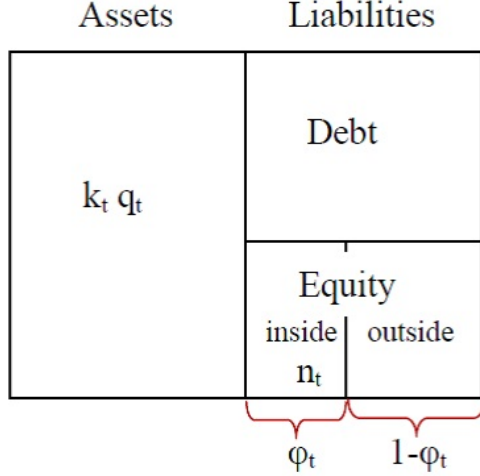 Assets Liabilities
Debt
kₜ qₜ
Equity
inside outside
nₜ
φₜ 1-φₜ